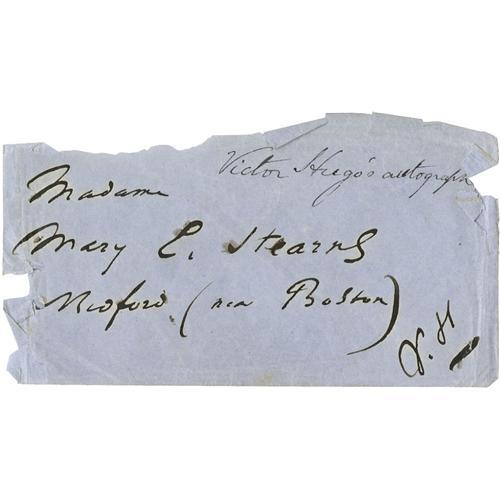 Victor Hugo's autograph
Madame
Mary E. Stearns
Medford (near Boston)
V. H